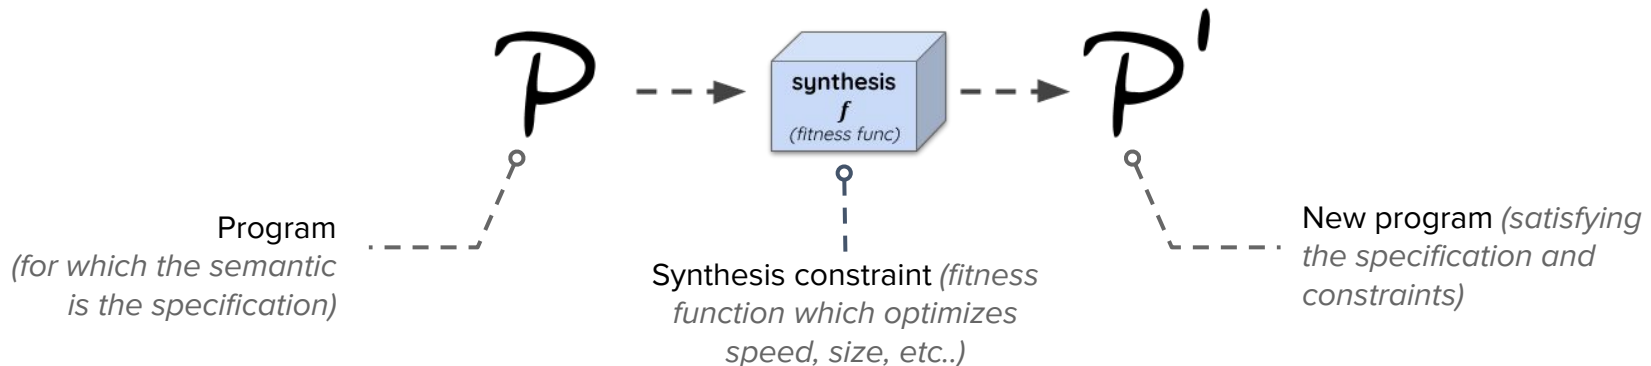 P
synthesis
f
(fitness func)
P'
Program
(for which the semantic
is the specification)
Synthesis constraint (fitness
function which optimizes
speed, size, etc..)
New program (satisfying
the specification and
constraints)